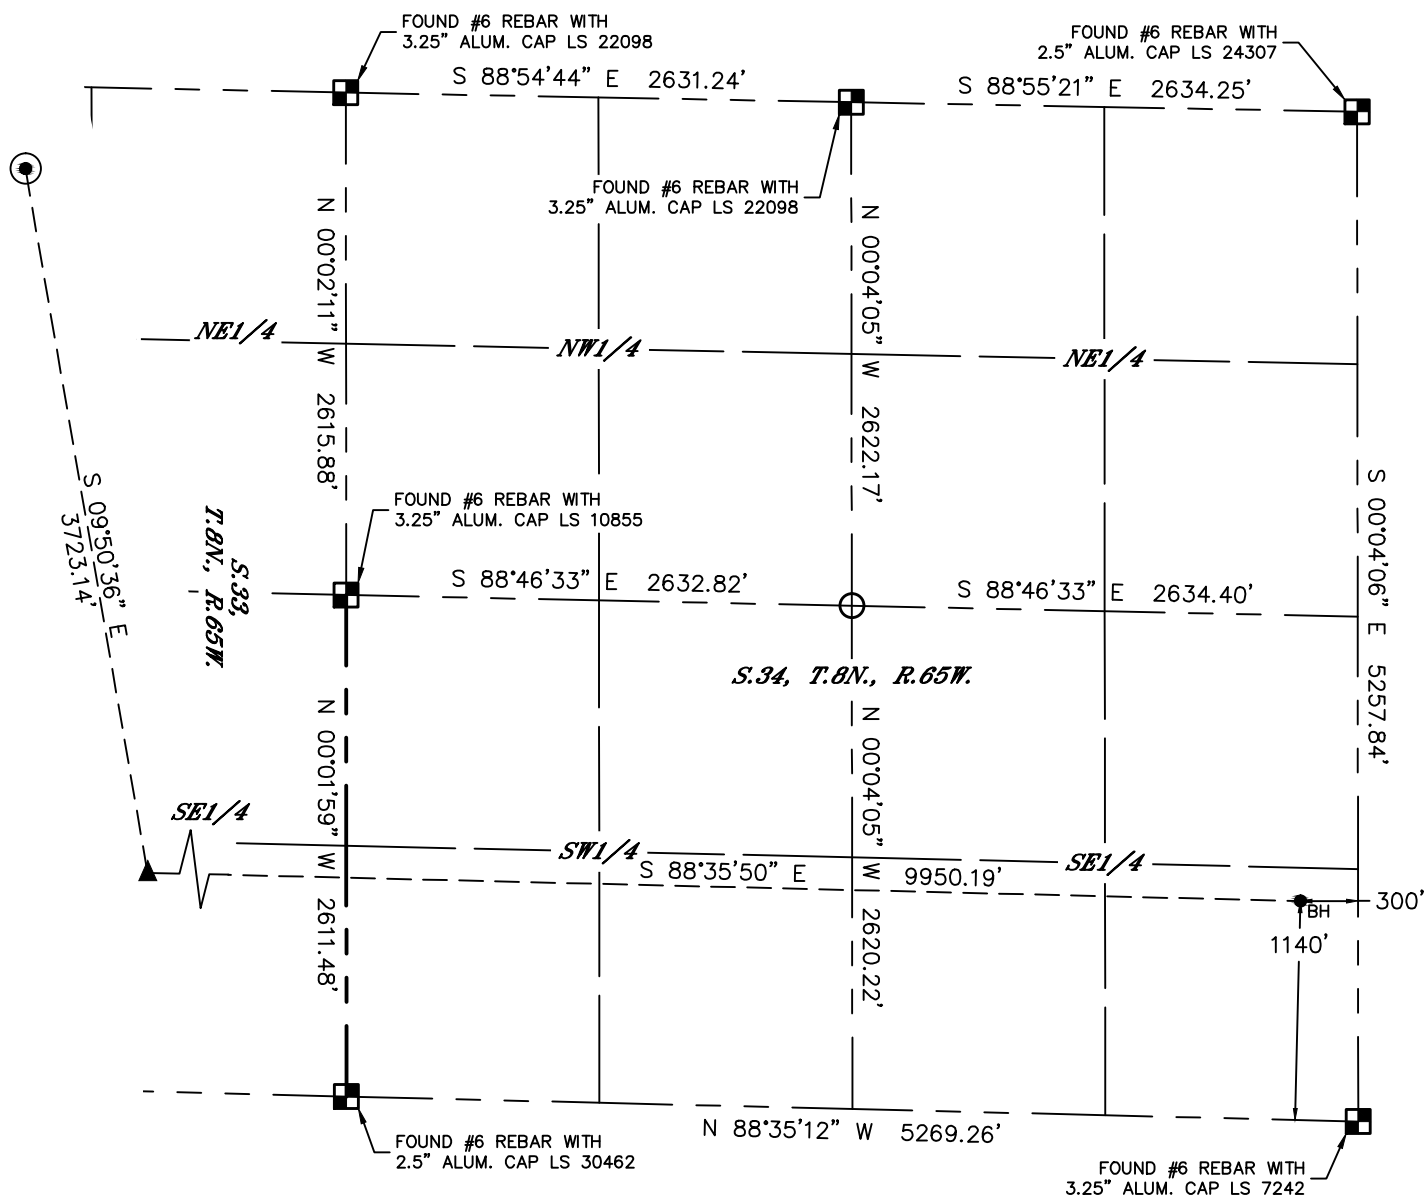 FOUND #6 REBAR WITH
3.25" ALUM. CAP LS 22098
FOUND #6 REBAR WITH
2.5" ALUM. CAP LS 24307
S 88°54'44" E 2631.24'
S 88°55'21" E 2634.25'
FOUND #6 REBAR WITH
3.25" ALUM. CAP LS 22098
N 00°02'11" W 2615.88'
N 00°04'05" W 2622.17'
NE1/4
NW1/4
NE1/4
S 09°50'36" E
3723.14'
S.33,
T.8N., R.65W.
FOUND #6 REBAR WITH
3.25" ALUM. CAP LS 10855
S 00°04'06" E 5257.84'
S 88°46'33" E 2632.82'
S 88°46'33" E 2634.40'
S.34, T.8N., R.65W.
N 00°01'59" W 2611.48'
N 00°04'05" W 2620.22'
SE1/4
SW1/4
SE1/4
S 88°35'50" E 9950.19'
300'
BH
1140'
N 88°35'12" W 5269.26'
FOUND #6 REBAR WITH
2.5" ALUM. CAP LS 30462
FOUND #6 REBAR WITH
3.25" ALUM. CAP LS 7242